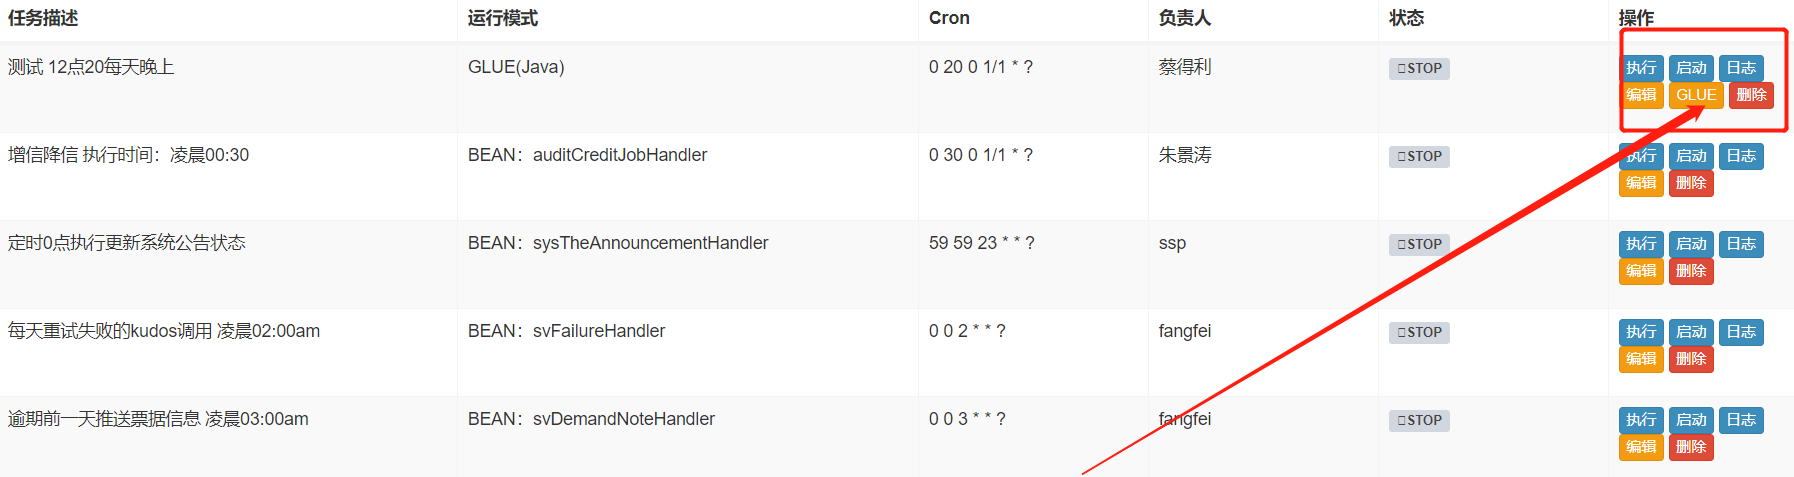 任务描述 运行模式 Cron 负责人 状态 操作
测试 12点20每天晚上 GLUE(Java) 0 20 0 1/1 * ? 蔡得利 STOP 执行 启动 日志
编辑 GLUE 删除
增信降信 执行时间：凌晨00:30 BEAN：auditCreditJobHandler 0 30 0 1/1 * ? 朱景涛 STOP 执行 启动 日志
编辑 删除
定时0点执行更新系统公告状态 BEAN：sysTheAnnouncementHandler 59 59 23 * * ? ssp STOP 执行 启动 日志
编辑 删除
每天重试失败的kudos调用 凌晨02:00am BEAN：svFailureHandler 0 0 2 * * ? fangfei STOP 执行 启动 日志
编辑 删除
逾期前一天推送票据信息 凌晨03:00am BEAN：svDemandNoteHandler 0 0 3 * * ? fangfei STOP 执行 启动 日志
编辑 删除